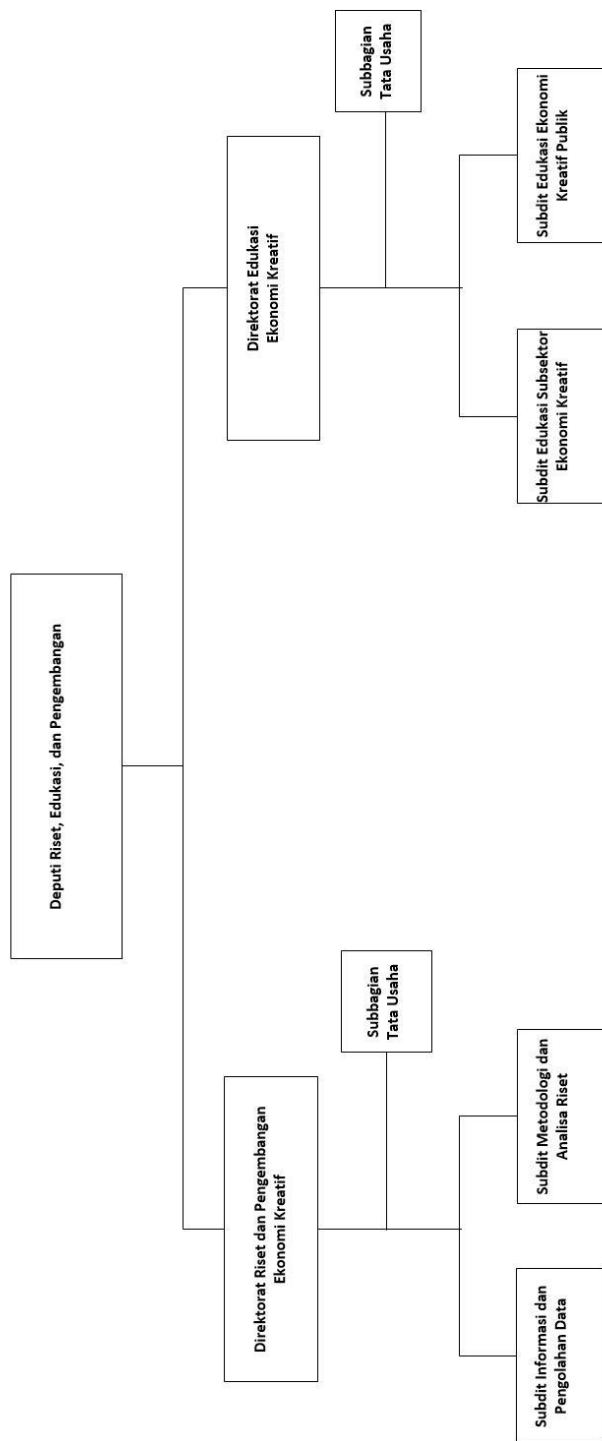 Deputi Riset, Edukasi, dan Pengembangan
Direktorat Riset dan Pengembangan
Ekonomi Kreatif
Direktorat Edukasi
Ekonomi Kreatif
Subbagian
Tata Usaha
Subbagian
Tata Usaha
Subdit Informasi dan
Pengolahan Data
Subdit Metodologi dan
Analisa Riset
Subdit Edukasi Subsektor
Ekonomi Kreatif
Subdit Edukasi Ekonomi
Kreatif Publik